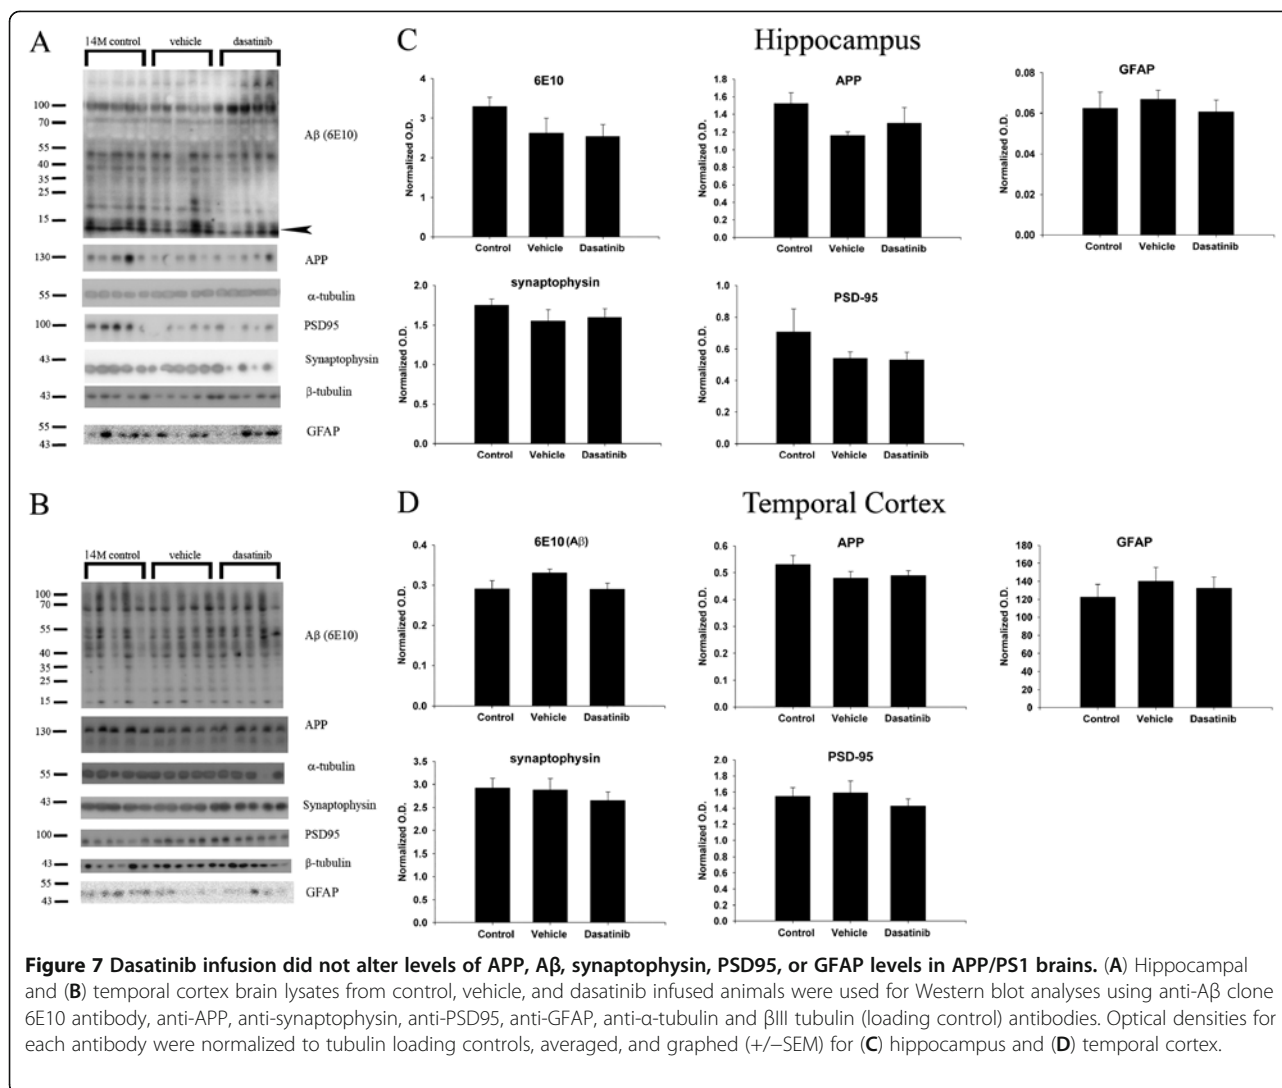 A
14M control vehicle dasatinib
100
70
55
40
35
25
15
Aβ (6E10)
130
APP
55
α-tubulin
100
PSD95
43
Synaptophysin
43
β-tubulin
55
43
GFAP
C
Hippocampus
6E10
Normalized O.D.
4
3
2
1
0
Control Vehicle Dasatinib
APP
Normalized O.D.
1.8
1.6
1.4
1.2
1.0
0.8
0.6
0.4
0.2
0.0
Control Vehicle Dasatinib
GFAP
Normalized O.D.
0.08
0.06
0.04
0.02
0.00
Control Vehicle Dasatinib
synaptophysin
Normalized O.D.
2.0
1.5
1.0
0.5
0.0
Control Vehicle Dasatinib
PSD-95
Normalized O.D.
1.0
0.8
0.6
0.4
0.2
0.0
Control Vehicle Dasatinib
B
14M control vehicle dasatinib
100
70
55
40
35
25
15
Aβ (6E10)
130
APP
55
α-tubulin
43
Synaptophysin
100
PSD95
43
β-tubulin
55
43
GFAP
D
Temporal Cortex
6E10(Aβ)
Normalized O.D.
0.4
0.3
0.2
0.1
0.0
Control Vehicle Dasatinib
APP
Normalized O.D.
0.6
0.5
0.4
0.3
0.2
0.1
0.0
Control Vehicle Dasatinib
GFAP
Normalized O.D.
180
160
140
120
100
80
60
40
20
0
Control Vehicle Dasatinib
synaptophysin
Normalized O.D.
3.5
3.0
2.5
2.0
1.5
1.0
0.5
0.0
Control Vehicle Dasatinib
PSD-95
Normalized O.D.
2.0
1.8
1.6
1.4
1.2
1.0
0.8
0.6
0.4
0.2
0.0
Control Vehicle Dasatinib
Figure 7 Dasatinib infusion did not alter levels of APP, Aβ, synaptophysin, PSD95, or GFAP levels in APP/PS1 brains. (A) Hippocampal
and (B) temporal cortex brain lysates from control, vehicle, and dasatinib infused animals were used for Western blot analyses using anti-Aβ clone
6E10 antibody, anti-APP, anti-synaptophysin, anti-PSD95, anti-GFAP, anti-α-tubulin and βIII tubulin (loading control) antibodies. Optical densities for
each antibody were normalized to tubulin loading controls, averaged, and graphed (+/−SEM) for (C) hippocampus and (D) temporal cortex.